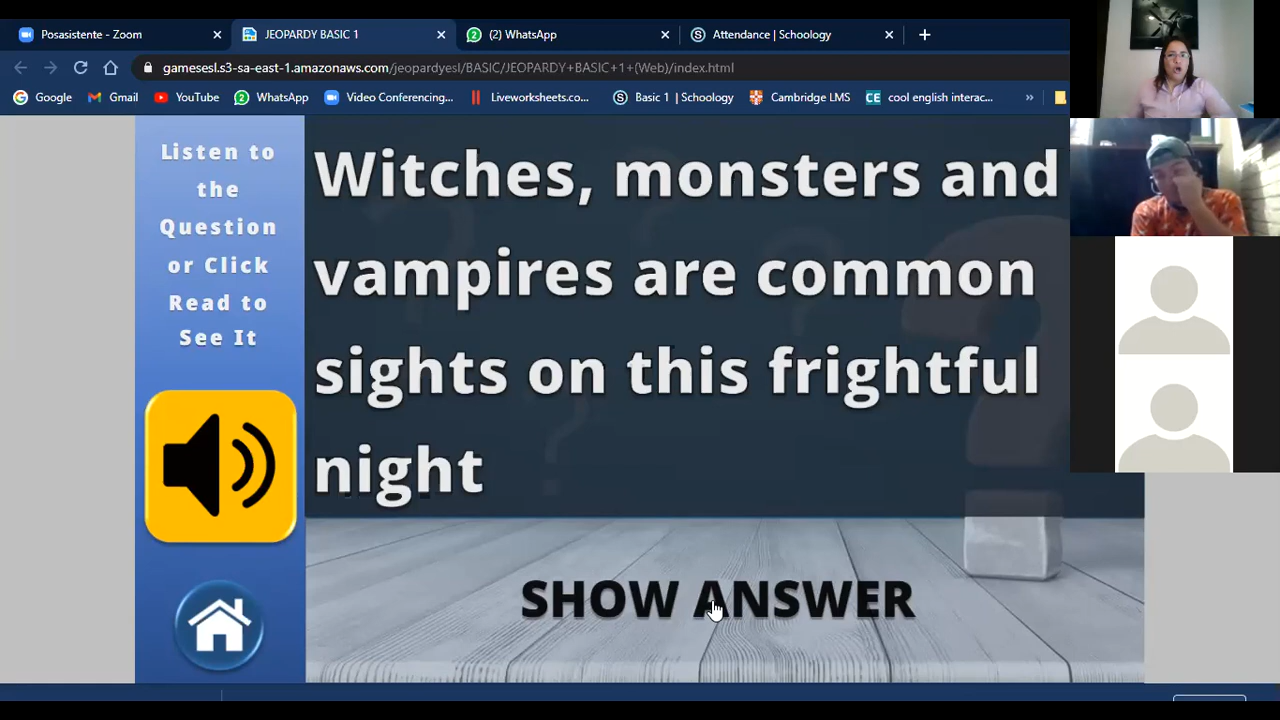 Posasistente - Zoom
JEOPARDY BASIC 1
2
(2) WhatsApp
S
Attendance | Schoology
gamesesl.s3-sa-east-1.amazonaws.com/jeopardyesl/BASIC/JEOPARDY+BASIC+1+(Web)/index.html
Google
Gmail
YouTube
2
WhatsApp
Video Conferencing...
Liveworksheets.co...
S
Basic 1 | Schoology
Cambridge LMS
CE
cool english interac...
»
Listen to
the
Question
or Click
Read to
See It
Witches, monsters and
vampires are common
sights on this frightful
night
SHOW ANSWER